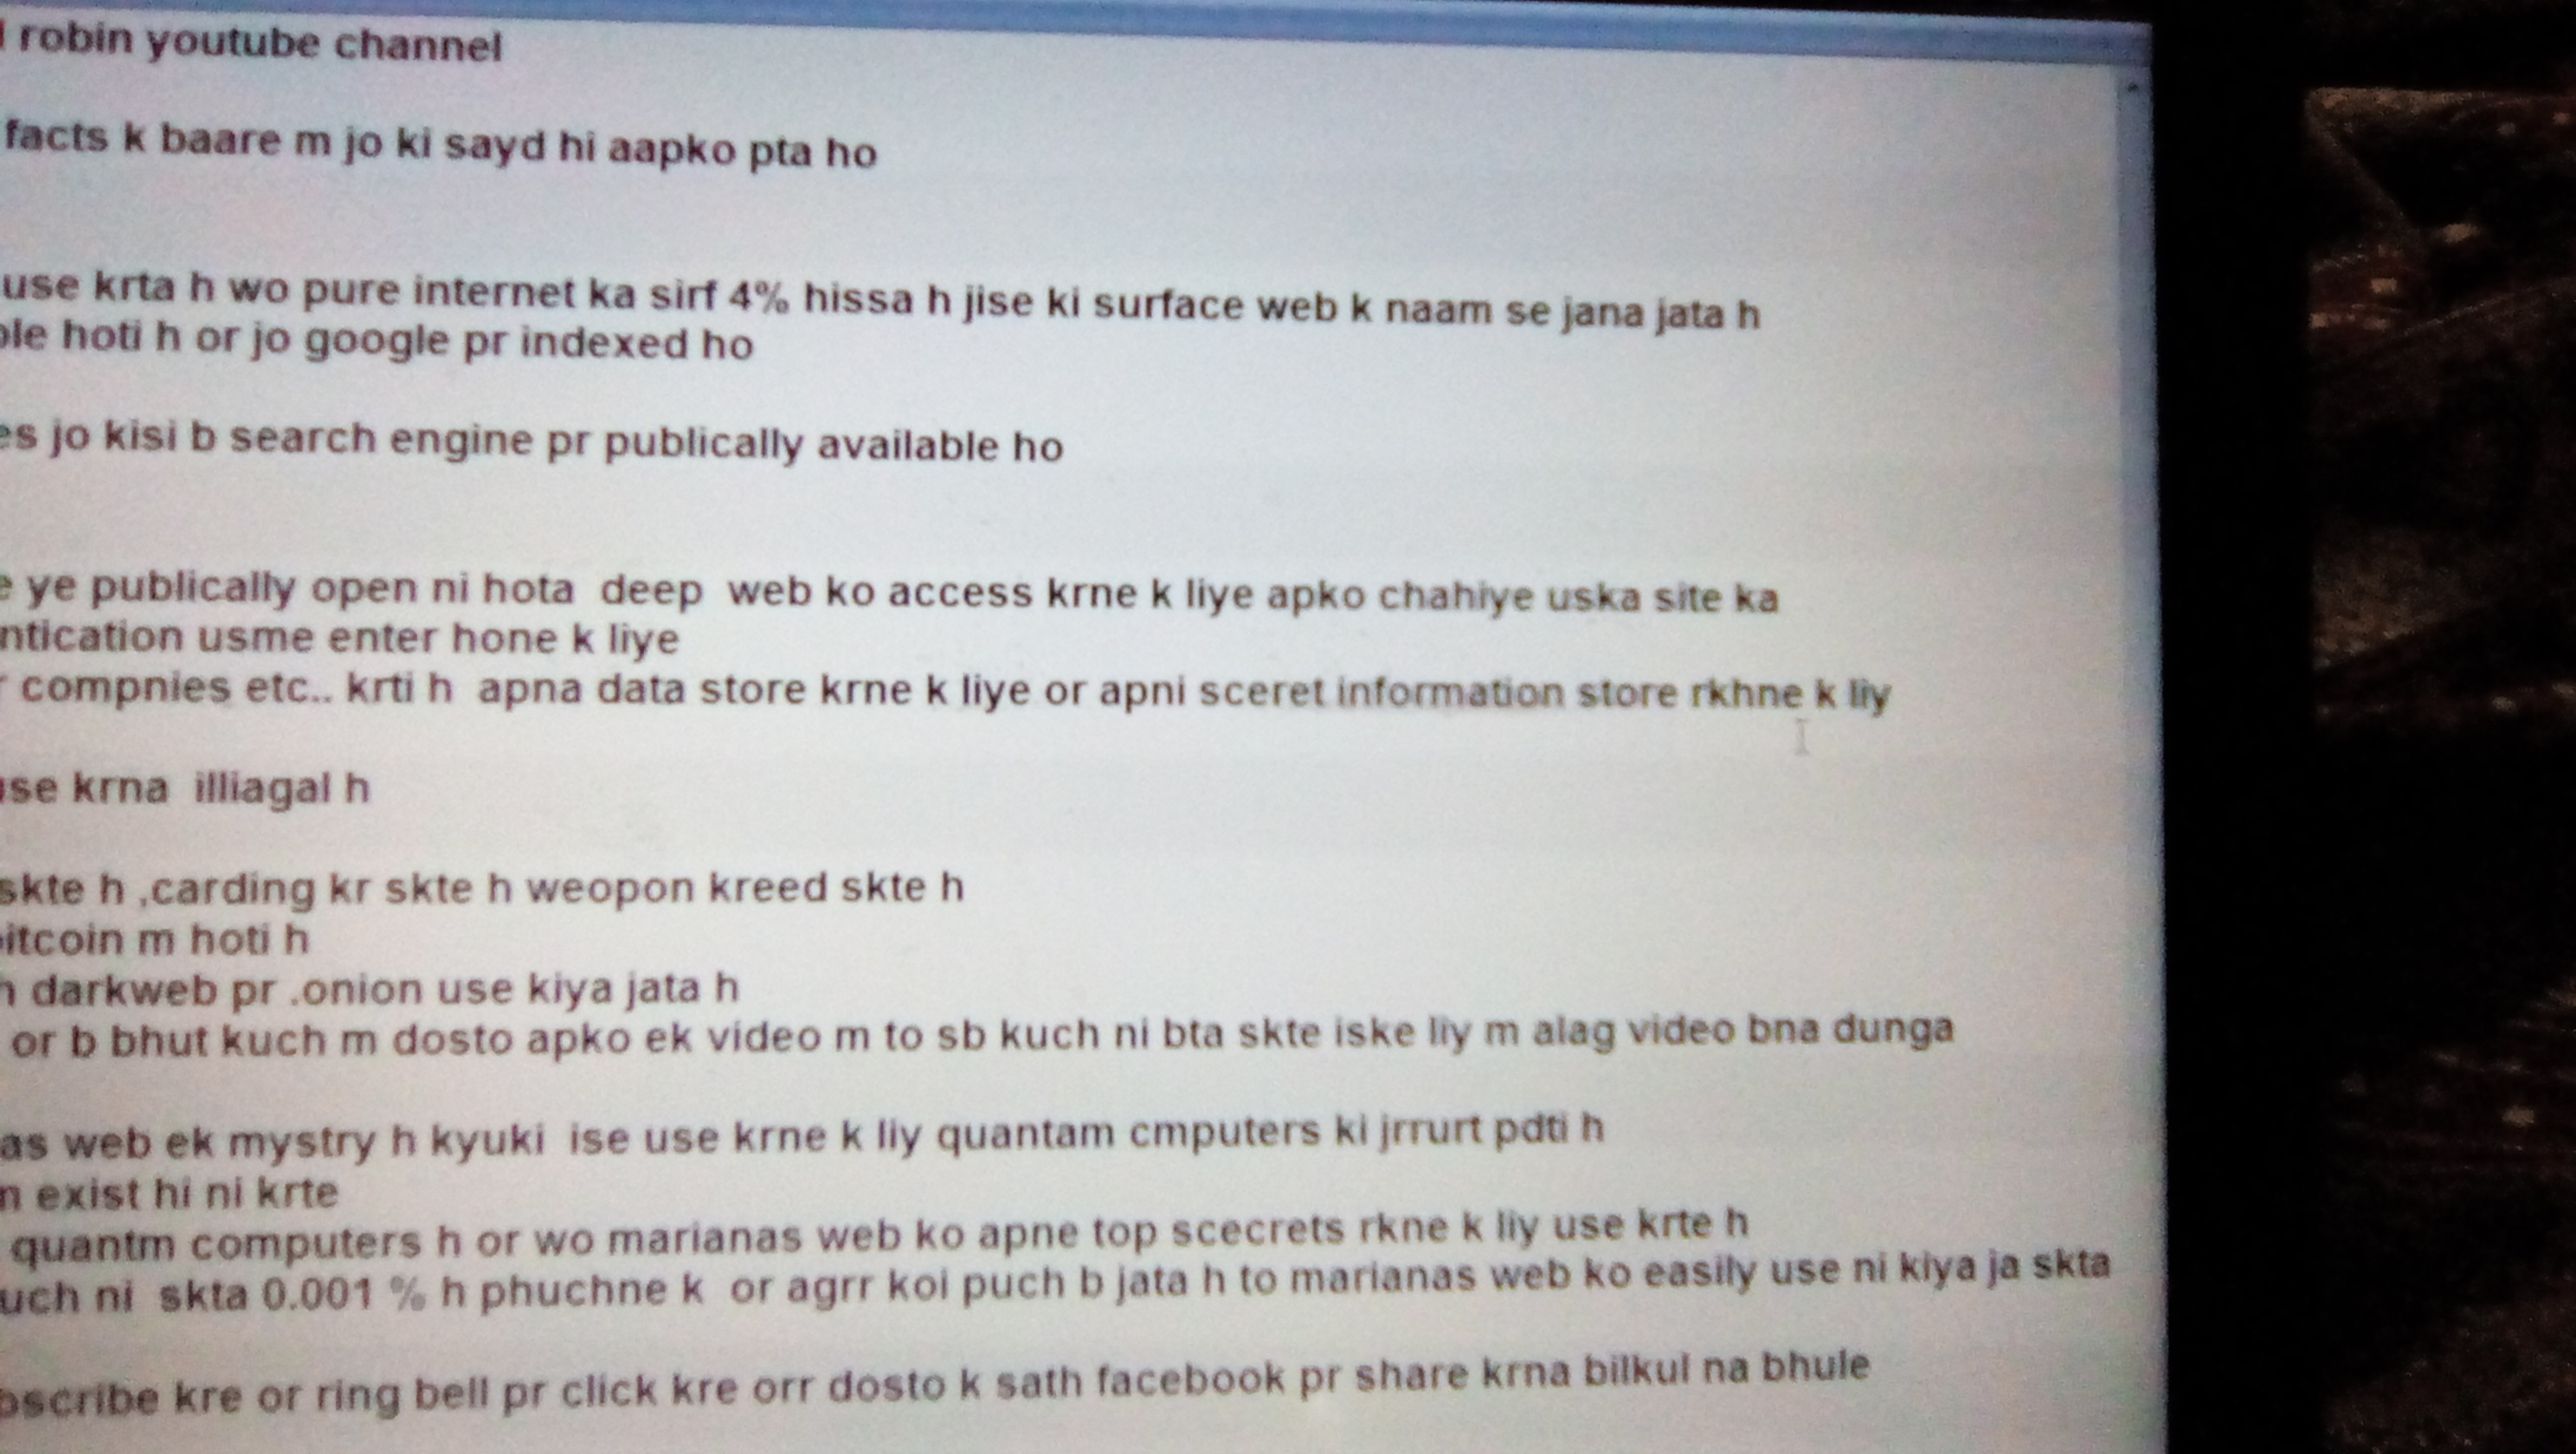 robin youtube channel
facts k baare m jo ki sayd hi aapko pta ho
use krta h wo pure internet ka sirf 4% hissa h jise ki surface web k naam se jana jata h
hoti h or jo google pr indexed ho
jo kisi b search engine pr publically available ho
ye publically open ni hota deep web ko access krne k liye apko chahiye uska site ka
usme enter hone k liye
compnies etc.. krti h apna data store krne k liye or apni sceret information store rkhne k liy
krna illiagal h
skte h ,carding kr skte h weopon kreed skte h
m hoti h
darkweb pr .onion use kiya jata h
or b bhut kuch m dosto apko ek video m to sb kuch ni bta skte iske liy m alag video bna dunga
web ek mystry h kyuki ise use krne k liy quantam cmputers ki jrrurt pdti h
exist hi ni krte
quantm computers h or wo marianas web ko apne top scecrets rkne k liy use krte h
ni skta 0.001 % h phuchne k or agrr koi puch b jata h to marianas web ko easily use ni kiya ja skta
kre or ring bell pr click kre orr dosto k sath facebook pr share krna bilkul na bhule